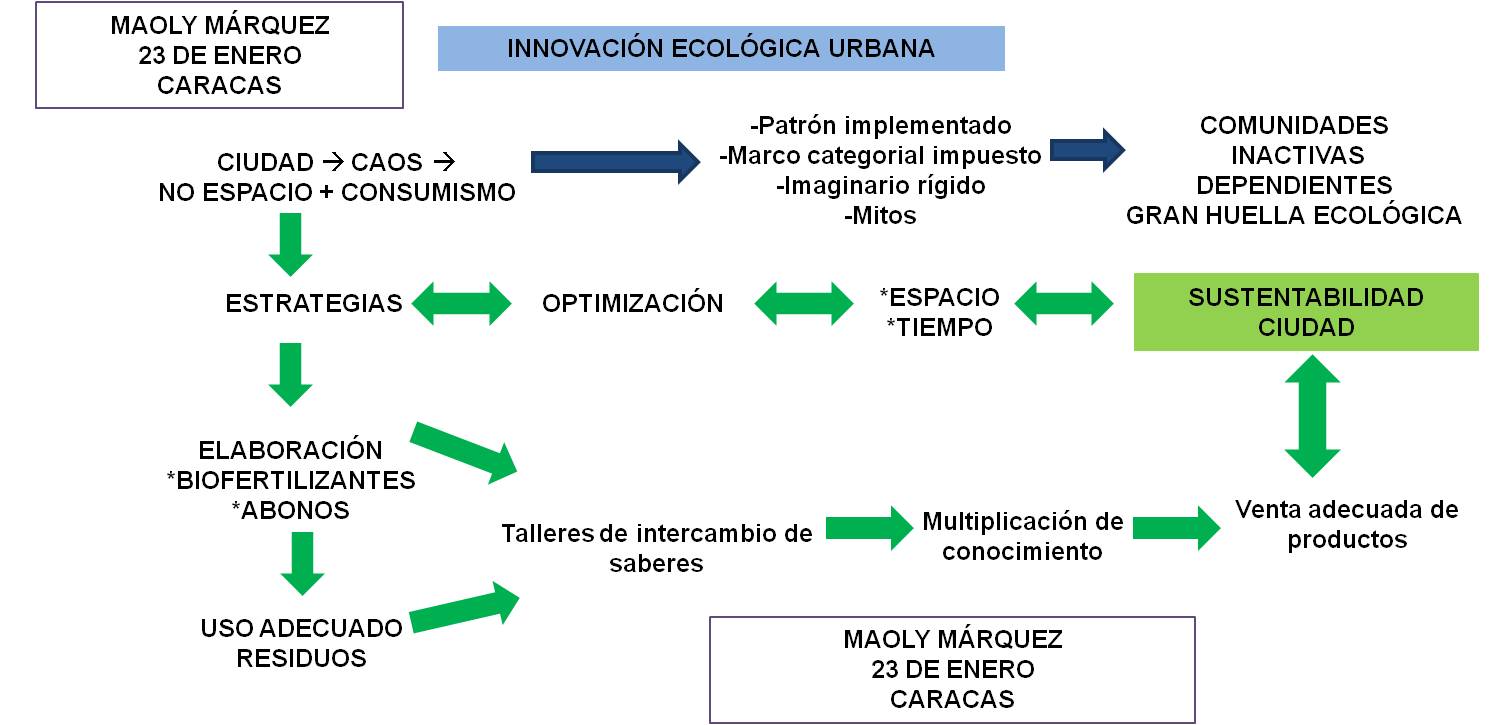 MAOLY MÁRQUEZ
23 DE ENERO
CARACAS
INNOVACIÓN ECOLÓGICA URBANA
CIUDAD → CAOS →
NO ESPACIO + CONSUMISMO
-Patrón implementado
-Marco categorial impuesto
-Imaginario rígido
-Mitos
COMUNIDADES
INACTIVAS
DEPENDIENTES
GRAN HUELLA ECOLÓGICA
ESTRATEGIAS
OPTIMIZACIÓN
*ESPACIO
*TIEMPO
SUSTENTABILIDAD
CIUDAD
ELABORACIÓN
*BIOFERTILIZANTES
*ABONOS
Talleres de intercambio de
saberes
Multiplicación de
conocimiento
Venta adecuada de
productos
USO ADECUADO
RESIDUOS
MAOLY MÁRQUEZ
23 DE ENERO
CARACAS